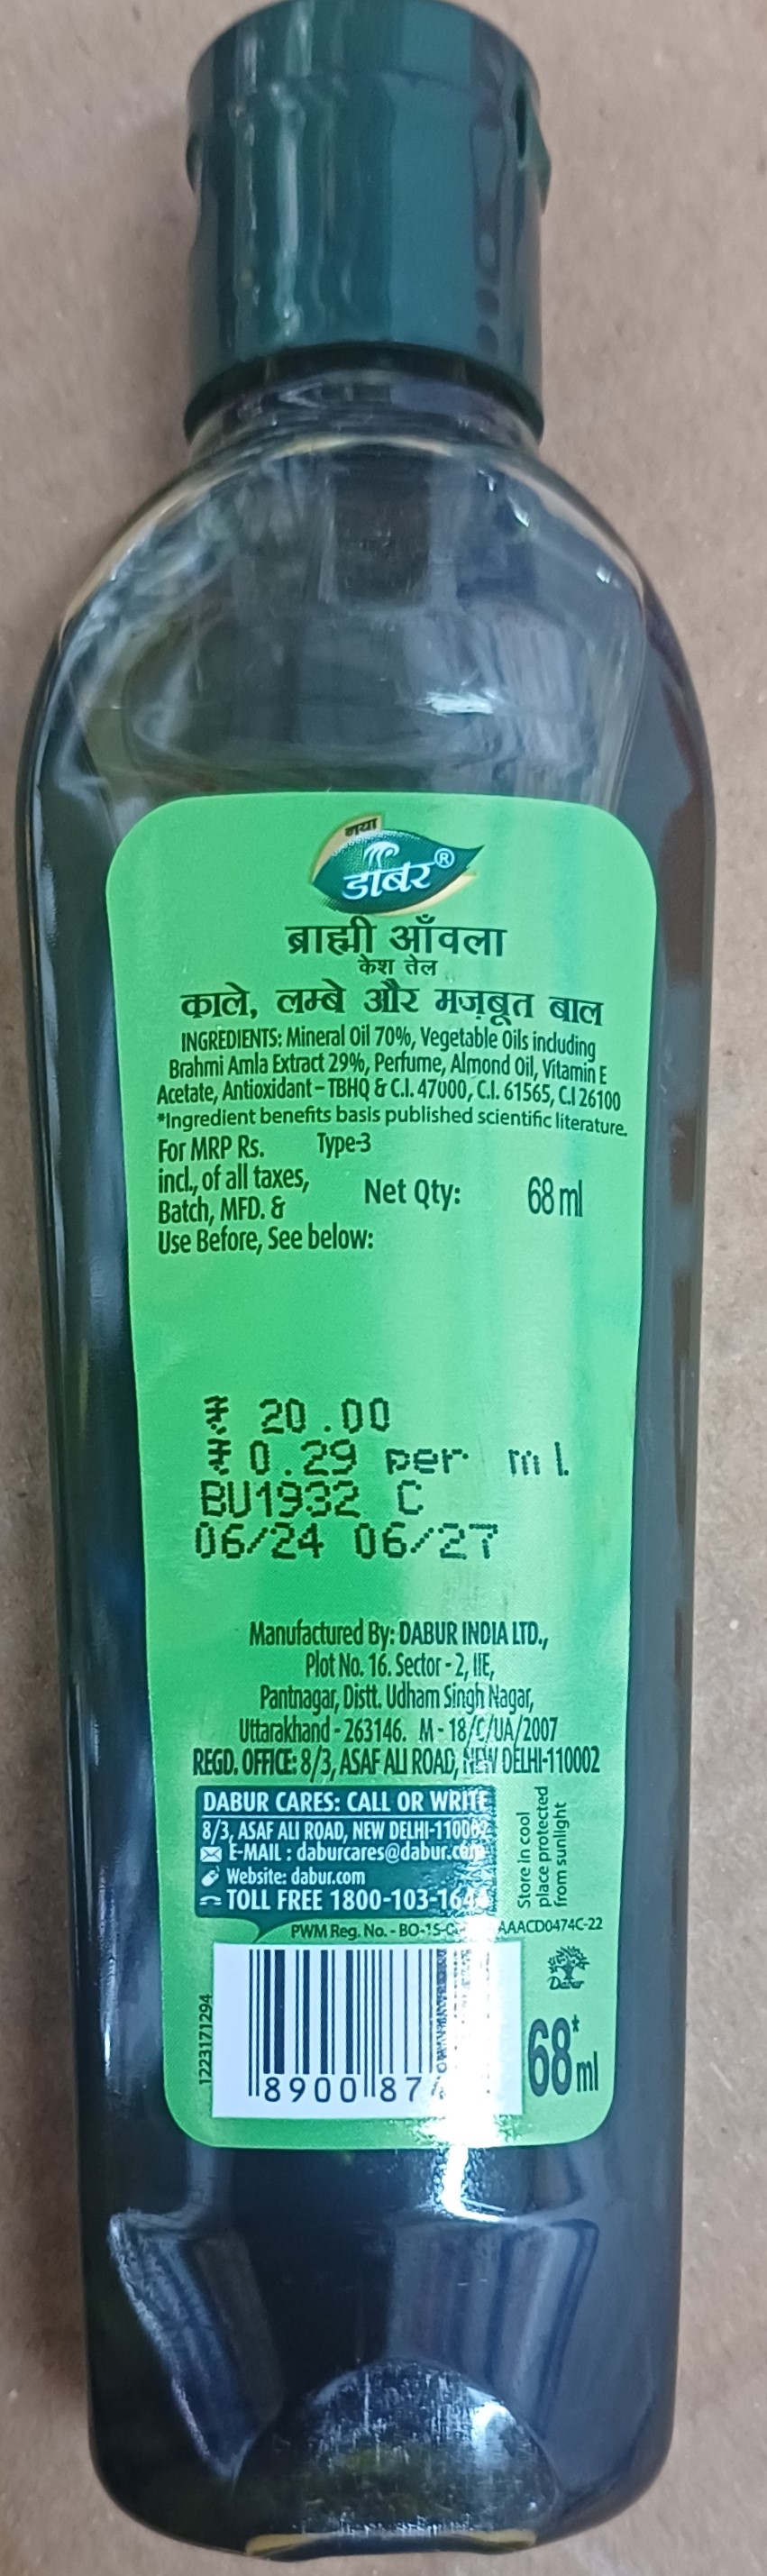 नया
डाबर®
ब्राह्मी आँवला
केश तेल
काले, लम्बे और मज़बूत बाल
INGREDIENTS: Mineral Oil 70%, Vegetable Oils including
Brahmi Amla Extract 29%, Perfume, Almond Oil, Vitamin E
Acetate, Antioxidant – TBHQ & C.I. 47000, C.I. 61565, C.I 26100
*Ingredient benefits basis published scientific literature.
For MRP Rs. Type-3
incl., of all taxes,
Batch, MFD. &
Use Before, See below:
Net Qty: 68 ml
₹ 20.00
₹ 0.29 per ml
BU1932 C
06/24 06/27
Manufactured By: DABUR INDIA LTD.,
Plot No. 16. Sector - 2, IIE,
Pantnagar, Distt. Udham Singh Nagar,
Uttarakhand - 263146. M - 18/C/UA/2007
REGD. OFFICE: 8/3, ASAF ALI ROAD, NEW DELHI-110002
DABUR CARES: CALL OR WRITE
8/3, ASAF ALI ROAD, NEW DELHI-110002
E-MAIL : daburcares@dabur.com
Website: dabur.com
TOLL FREE 1800-103-1644
Store in cool
place protected
from sunlight
PWM Reg. No. - AAACD0474C-22
Dabur
1223171294
8900 87
68* ml